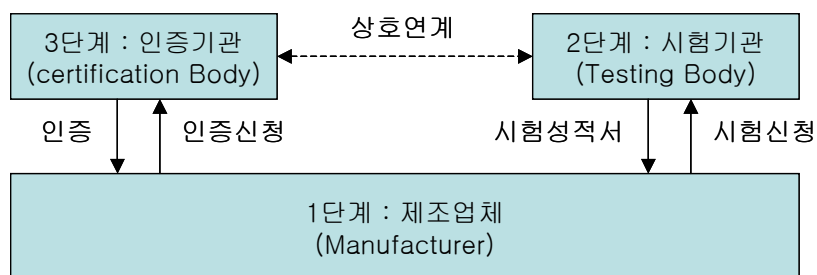 상호연계
3단계 : 인증기관
(certification Body)
2단계 : 시험기관
(Testing Body)
인증
인증신청
시험성적서
시험신청
1단계 : 제조업체
(Manufacturer)